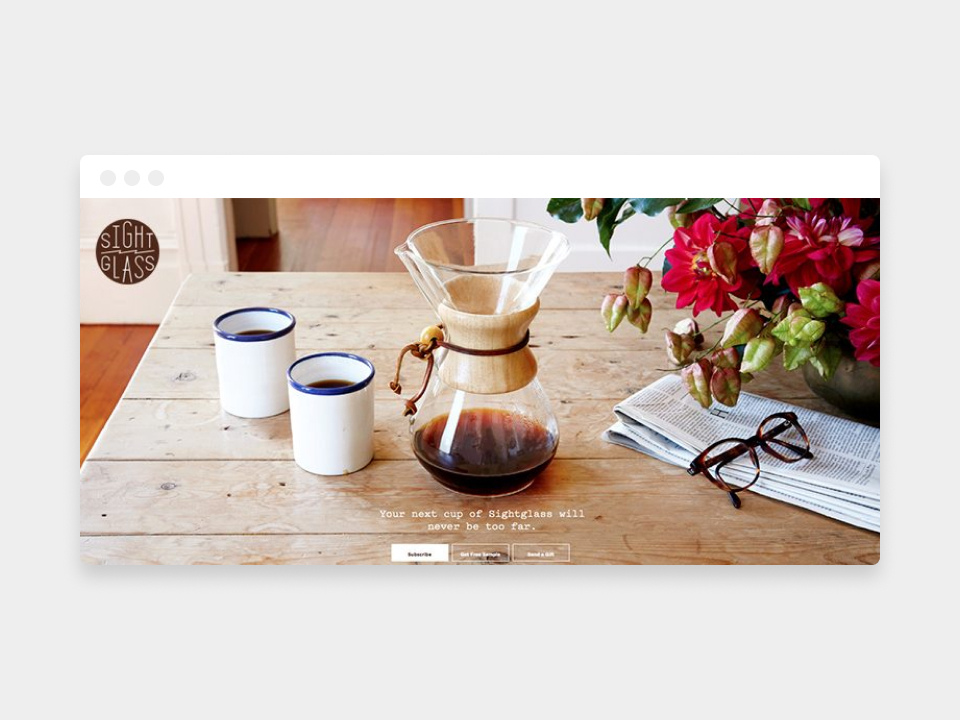 SIGHT
GLASS
Your next cup of Sightglass will
never be too far.
Subscribe
Get Free Sample
Send a Gift